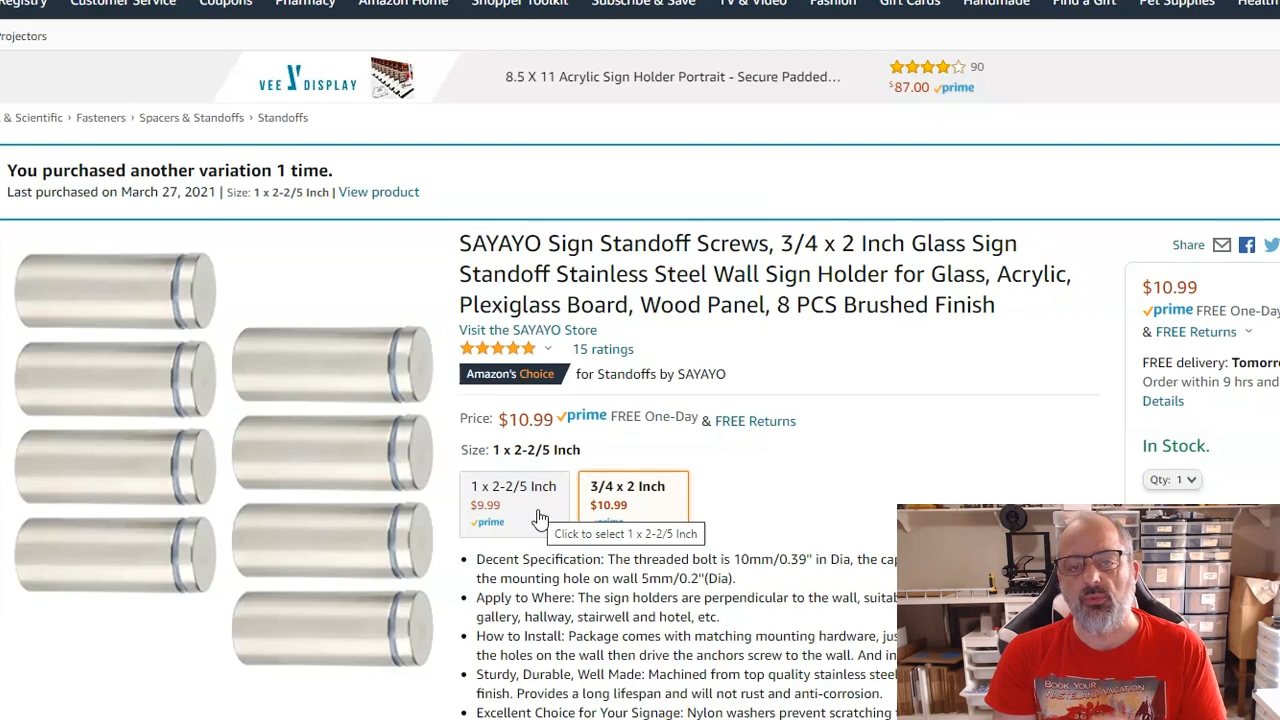 Registry Customer Service Coupons Pharmacy Amazon Home Shopper Toolkit Subscribe & Save TV & Video Fashion Gift Cards Handmade Find a Gift Pet Supplies Health
Projectors
VEE DISPLAY
8.5 X 11 Acrylic Sign Holder Portrait - Secure Padded...
90
$87.00 prime
& Scientific › Fasteners › Spacers & Standoffs › Standoffs
You purchased another variation 1 time.
Last purchased on March 27, 2021 | Size: 1 x 2-2/5 Inch | View product
SAYAYO Sign Standoff Screws, 3/4 x 2 Inch Glass Sign
Standoff Stainless Steel Wall Sign Holder for Glass, Acrylic,
Plexiglass Board, Wood Panel, 8 PCS Brushed Finish
Visit the SAYAYO Store
15 ratings
Amazon's Choice for Standoffs by SAYAYO
Price: $10.99 prime FREE One-Day & FREE Returns
Size: 1 x 2-2/5 Inch
1 x 2-2/5 Inch
$9.99
prime
3/4 x 2 Inch
$10.99
Click to select 1 x 2-2/5 Inch
• Decent Specification: The threaded bolt is 10mm/0.39" in Dia, the cap
the mounting hole on wall 5mm/0.2"(Dia).
• Apply to Where: The sign holders are perpendicular to the wall,
gallery, hallway, stairwell and hotel, etc.
• How to Install: Package comes with matching mounting hardware,
the holes on the wall then drive the anchors screw to the wall. And
• Sturdy, Durable, Well Made: Machined from top quality stainless steel
finish. Provides a long lifespan and will not rust and anti-corrosion.
• Excellent Choice for Your Signage: Nylon washers prevent scratching
Share
$10.99
prime FREE One-Day
& FREE Returns
FREE delivery:
Order within 9 hrs and
Details
In Stock.
Qty: 1
BOOK YOUR
WASTE AND VACATION
AMERICAN